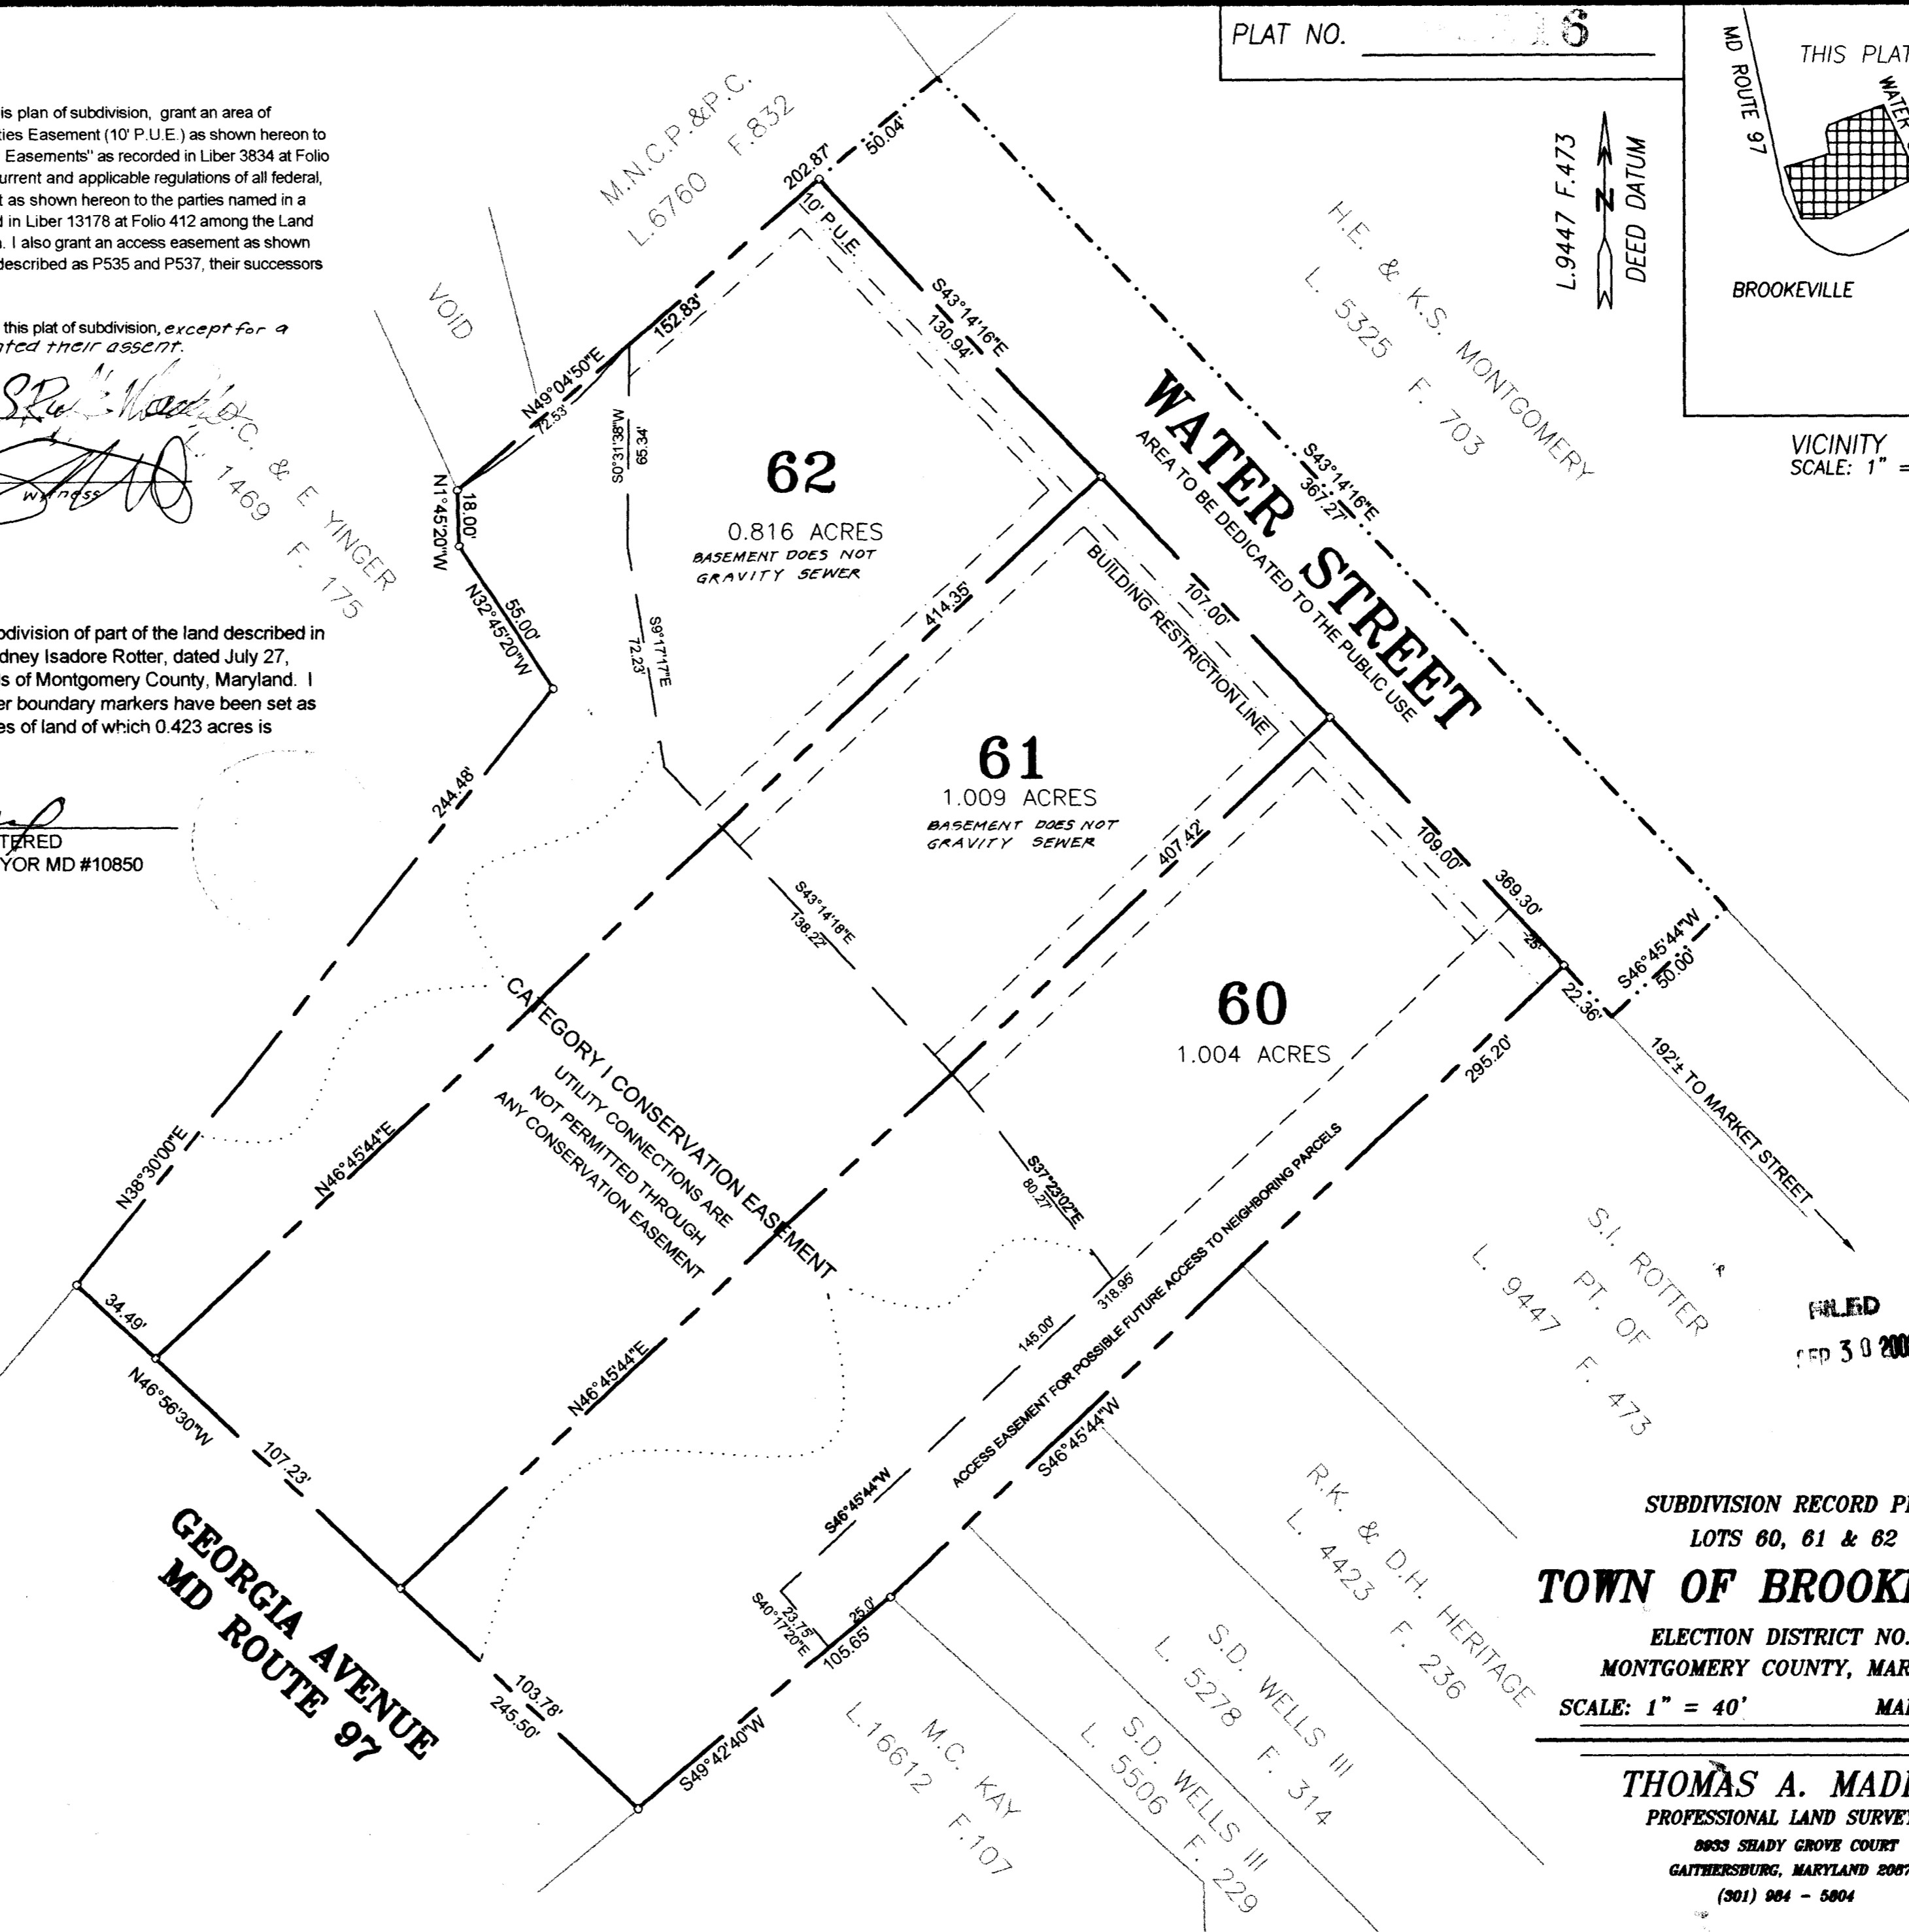 PLAT NO.
6
THIS PLAT
MD ROUTE 97
WATER
BROOKEVILLE
VICINITY
SCALE: 1" =
L.9447 F.473
N
DEED DATUM
is plan of subdivision, grant an area of
ties Easement (10' P.U.E.) as shown hereon to
Easements" as recorded in Liber 3834 at Folio
urrent and applicable regulations of all federal,
t as shown hereon to the parties named in a
d in Liber 13178 at Folio 412 among the Land
. I also grant an access easement as shown
described as P535 and P537, their successors
this plat of subdivision, except for a
ted their assent.
witness
odivision of part of the land described in
dney Isadore Rotter, dated July 27,
s of Montgomery County, Maryland. I
er boundary markers have been set as
es of land of which 0.423 acres is
TERED
YOR MD #10850
M.N.C.P.&P.C.
L.6760 F.832
VOID
C. & E YINGER
L. 1469 F. 175
H.E. & K.S. MONTGOMERY
L. 5325 F. 703
202.87'
50.04'
10' P.U.E.
152.83'
N49°04'50"E
72.53'
S43°14'16"E
130.94'
S0°31'38"W
65.34'
18.00'
N1°45'20"W
55.00'
N32°45'20"W
62
0.816 ACRES
BASEMENT DOES NOT
GRAVITY SEWER
S9°17'17"E
72.23'
WATER STREET
AREA TO BE DEDICATED TO THE PUBLIC USE
S43°14'16"E
367.27'
BUILDING RESTRICTION LINE
107.00'
414.35'
61
1.009 ACRES
BASEMENT DOES NOT
GRAVITY SEWER
244.48'
407.42'
109.00'
369.30'
25'
S46°45'44"W
50.00'
22.36'
S43°14'18"E
138.22'
60
1.004 ACRES
295.20'
192'± TO MARKET STREET
CATEGORY I CONSERVATION EASEMENT
UTILITY CONNECTIONS ARE
NOT PERMITTED THROUGH
ANY CONSERVATION EASEMENT
N38°30'00"E
N46°45'44"E
S37°23'02"E
80.27'
318.95'
145.00'
ACCESS EASEMENT FOR POSSIBLE FUTURE ACCESS TO NEIGHBORING PARCELS
34.49'
N46°56'30"W
107.23'
N46°45'44"E
S46°45'44"W
S46°45'44"W
23.75'
S40°17'20"E
25.0'
105.65'
103.78'
245.50'
S49°42'40"W
GEORGIA AVENUE
MD ROUTE 97
S.I. ROTTER
PT. OF
L. 9447 F. 473
R.K. & D.H. HERITAGE
L. 4423 F. 236
S.D. WELLS III
L. 5278 F. 314
S.D. WELLS III
L. 5506 F. 229
M.C. KAY
L.16612 F.107
FILED
SEP 30 200
SUBDIVISION RECORD P
LOTS 60, 61 & 62
TOWN OF BROOK
ELECTION DISTRICT NO.
MONTGOMERY COUNTY, MAR
SCALE: 1" = 40' MA
THOMAS A. MAD
PROFESSIONAL LAND SURVE
8933 SHADY GROVE COURT
GAITHERSBURG, MARYLAND 2087
(301) 984 - 5804